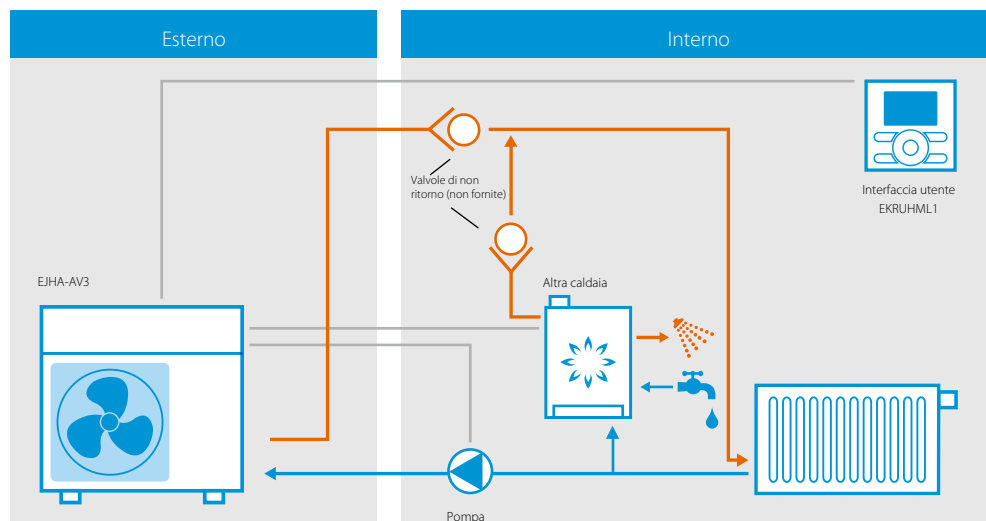 Esterno
Interno
Valvole di non
ritorno (non fornite)
Interfaccia utente
EKRUHML1
EJHA-AV3
Altra caldaia
Pompa